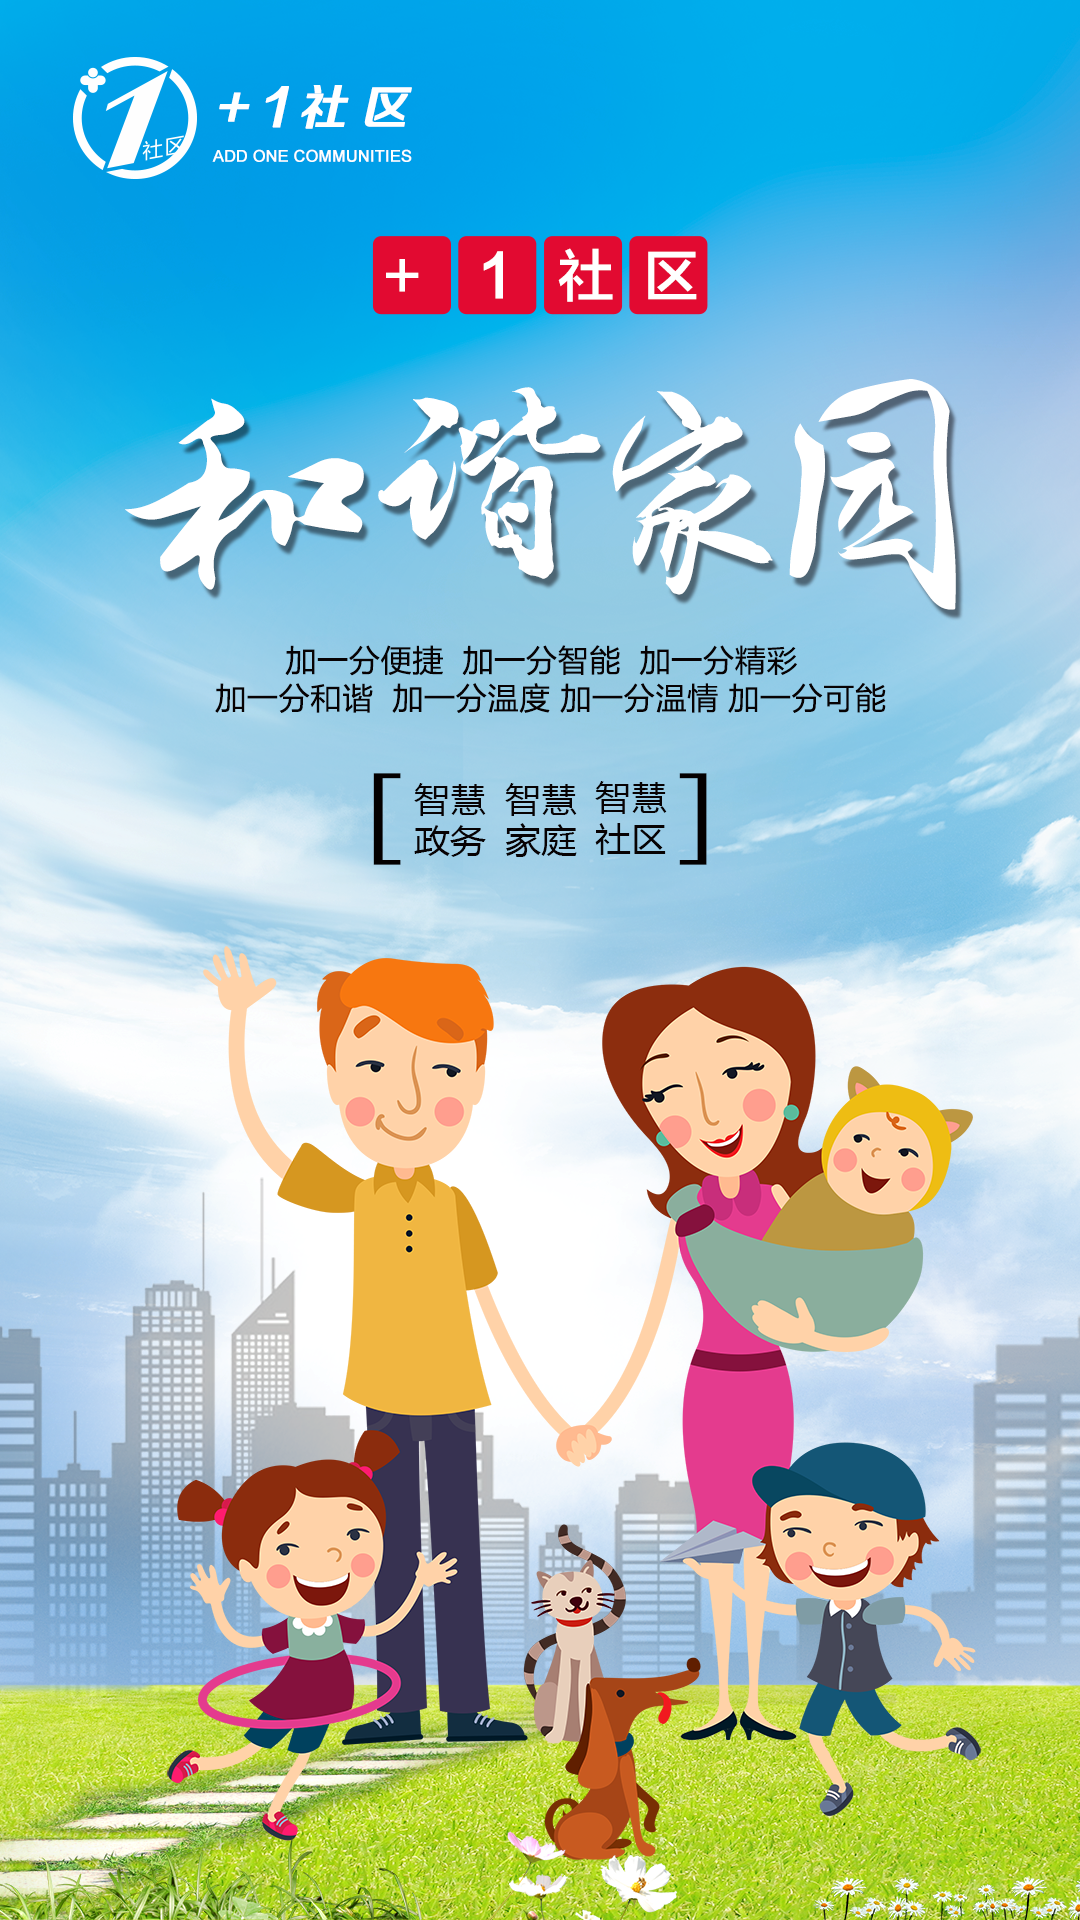 1社区
+1社区
ADD ONE COMMUNITIES
+1社区
和谐家园
加一分便捷 加一分智能 加一分精彩
加一分和谐 加一分温度 加一分温情 加一分可能
[智慧 智慧 智慧
政务 家庭 社区]